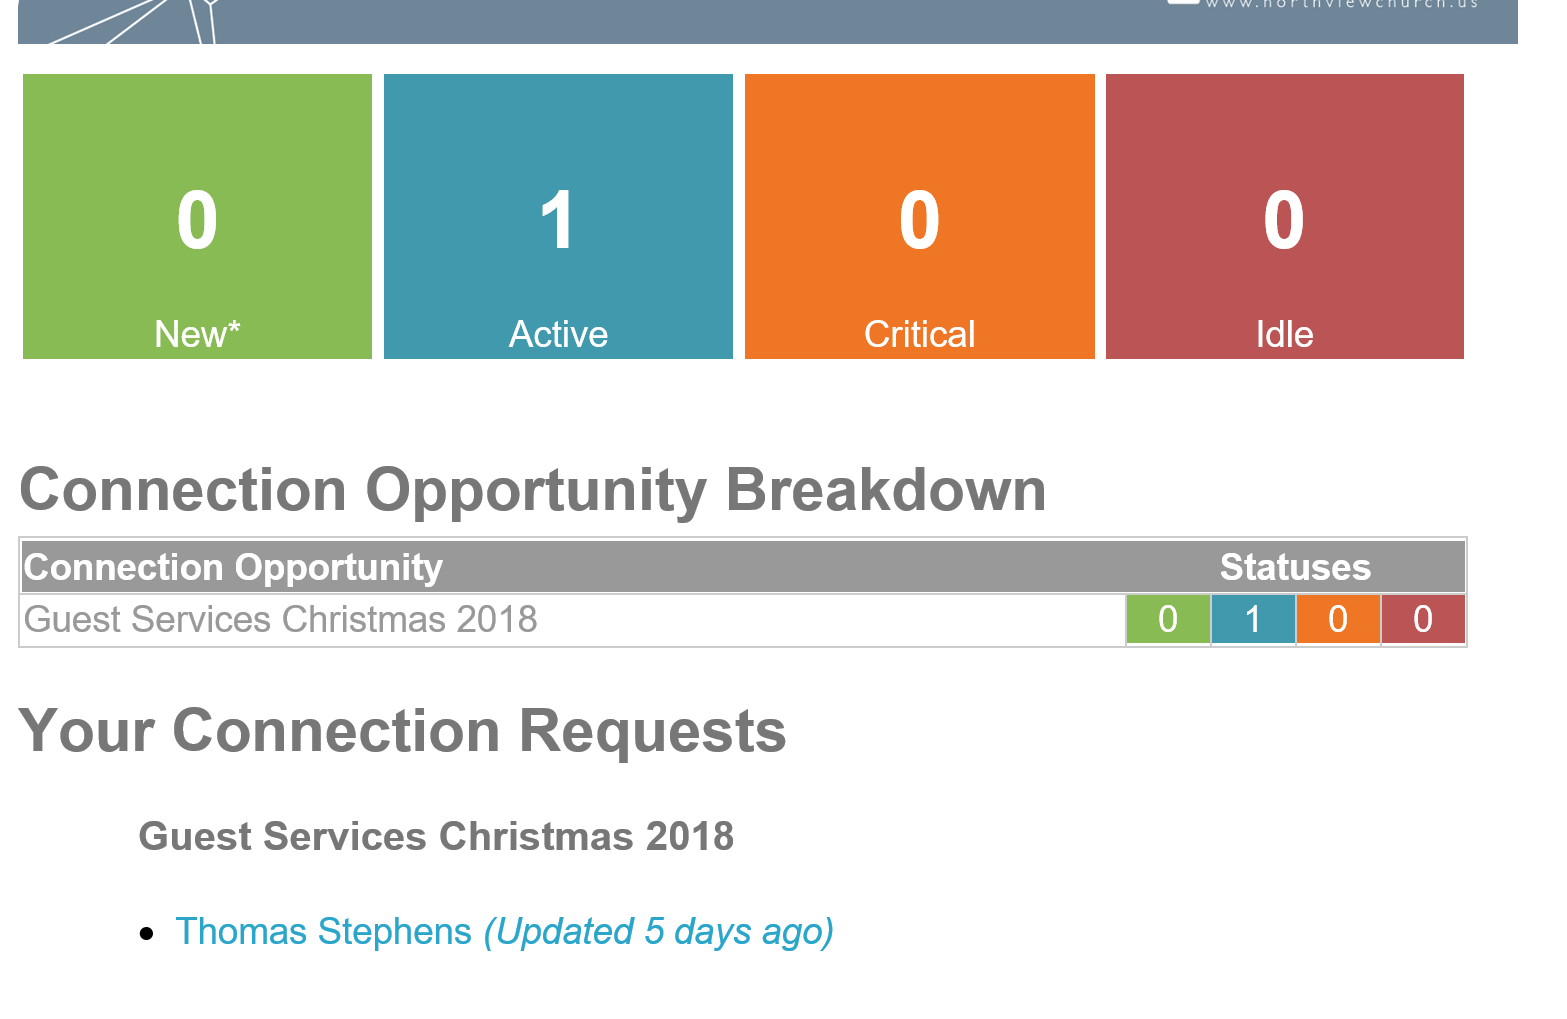 www.northviewchurch.us
0
1
0
0
New*
Active
Critical
Idle
Connection Opportunity Breakdown
Connection Opportunity Statuses
Guest Services Christmas 2018 0 1 0 0
Your Connection Requests
Guest Services Christmas 2018
• Thomas Stephens (Updated 5 days ago)